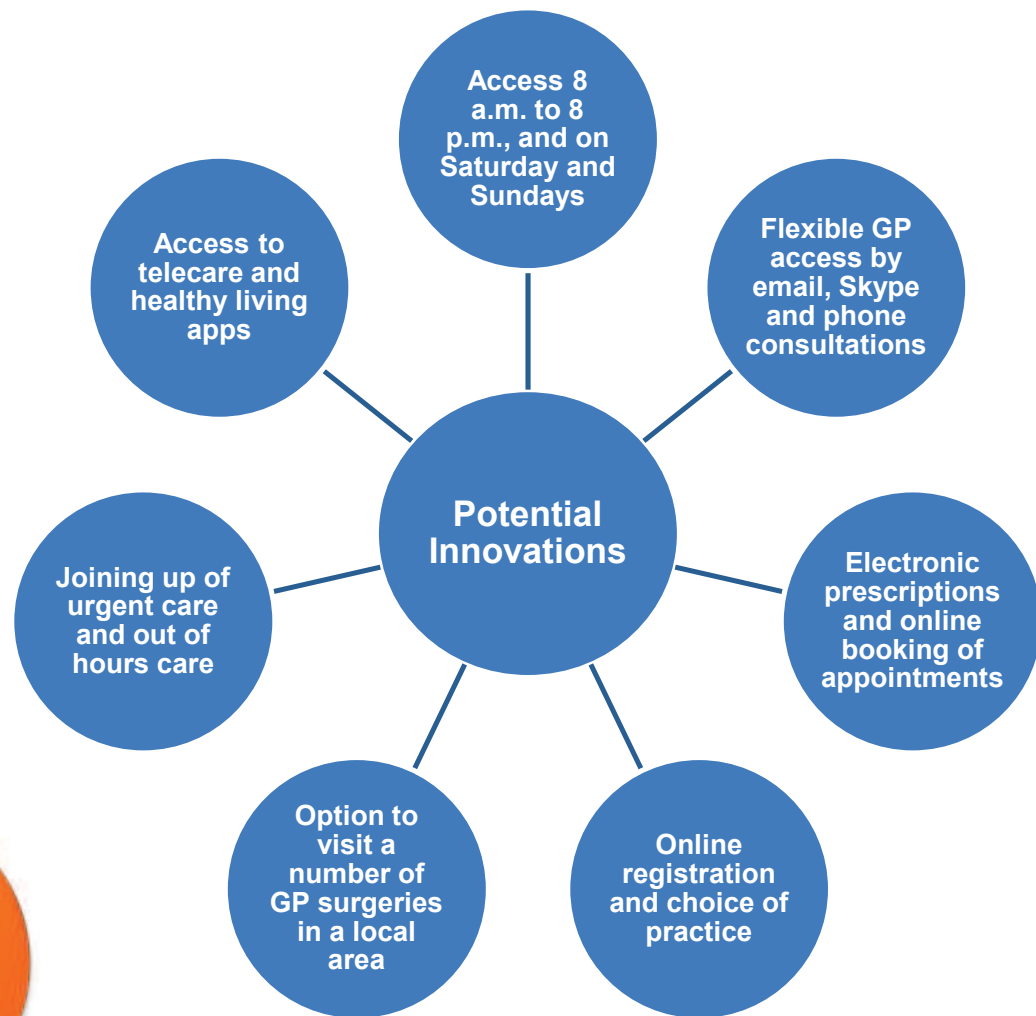 Access 8
a.m. to 8
p.m., and on
Saturday and
Sundays
Flexible GP
access by
email, Skype
and phone
consultations
Electronic
prescriptions
and online
booking of
appointments
Online
registration
and choice of
practice
Option to
visit a
number of
GP surgeries
in a local
area
Joining up of
urgent care
and out of
hours care
Access to
telecare and
healthy living
apps
Potential
Innovations